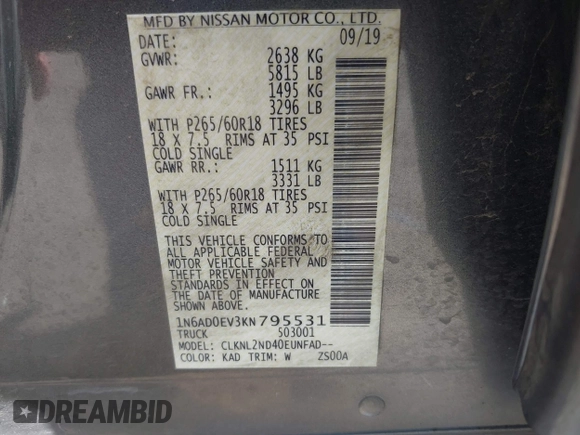 MFD BY NISSAN MOTOR CO., LTD.
DATE: 09/19
GVWR: 2638 KG
5815 LB
GAWR FR.: 1495 KG
3296 LB
WITH P265/60R18 TIRES
18 X 7.5 RIMS AT 35 PSI
COLD SINGLE
GAWR RR.: 1511 KG
3331 LB
WITH P265/60R18 TIRES
18 X 7.5 RIMS AT 35 PSI
COLD SINGLE
THIS VEHICLE CONFORMS TO
ALL APPLICABLE FEDERAL
MOTOR VEHICLE SAFETY AND
THEFT PREVENTION
STANDARDS IN EFFECT ON
THE DATE OF MANUFACTURE
SHOWN ABOVE.
1N6AD0EV3KN795531
TRUCK 503001
MODEL: CLKNL2ND40EUNFAD--
COLOR: KAD TRIM: W ZS00A
DREAMBID